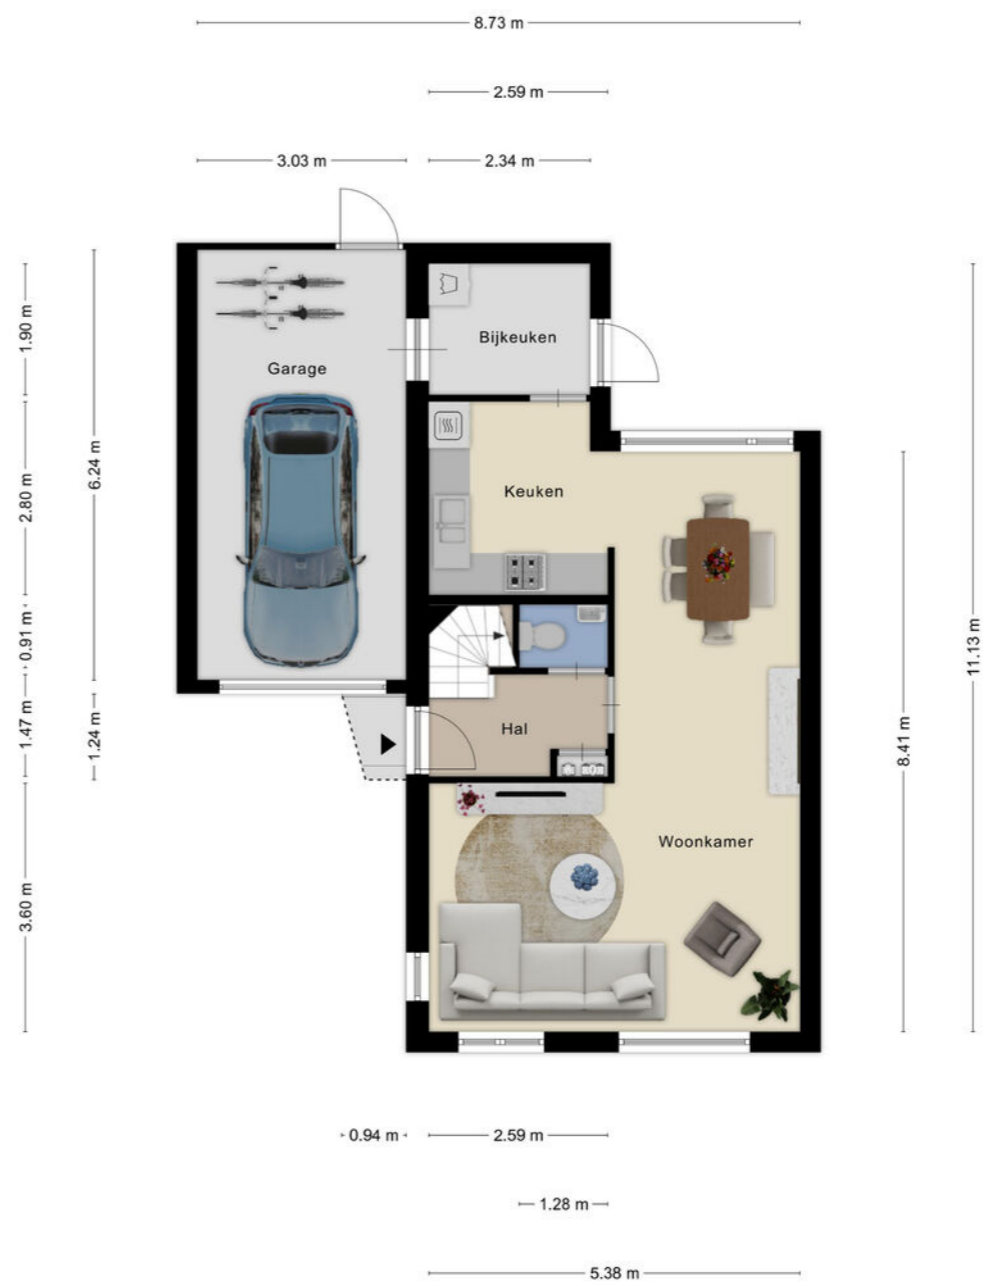 8.73 m
2.59 m
3.03 m
2.34 m
1.90 m
6.24 m
2.80 m
0.91 m
1.47 m
1.24 m
3.60 m
Garage
Bijkeuken
Keuken
Hal
Woonkamer
8.41 m
11.13 m
0.94 m
2.59 m
1.28 m
5.38 m